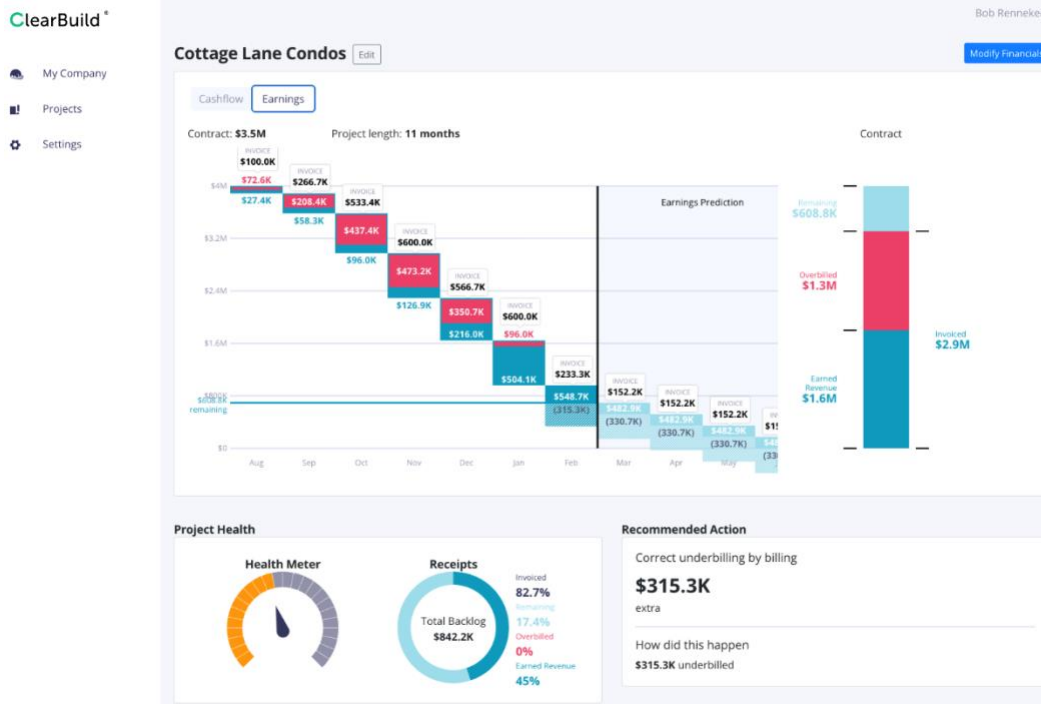 ClearBuild
Bob Renneke
My Company
Projects
Settings
Cottage Lane Condos Edit
Modify Financials
Cashflow Earnings
Contract: $3.5M Project length: 11 months
Contract
INVOICE
$100.0K
$72.6K
$27.4K
INVOICE
$266.7K
$208.4K
$58.3K
INVOICE
$533.4K
$437.4K
$96.0K
INVOICE
$600.0K
$473.2K
$126.9K
INVOICE
$566.7K
$350.7K
$216.0K
INVOICE
$600.0K
$96.0K
$504.1K
INVOICE
$233.3K
$548.7K
(315.3K)
Earnings Prediction
INVOICE
$152.2K
$482.9K
(330.7K)
INVOICE
$152.2K
$482.9K
(330.7K)
INVOICE
$152.2K
$482.9K
(330.7K)
$4M
$3.2M
$2.4M
$1.6M
$608.8K
remaining
$0
Aug Sep Oct Nov Dec Jan Feb Mar Apr May
Remaining
$608.8K
Overbilled
$1.3M
Earned
Revenue
$1.6M
Invoiced
$2.9M
Project Health
Health Meter
Receipts
Total Backlog
$842.2K
Invoiced
82.7%
Remaining
17.4%
Overbilled
0%
Earned Revenue
45%
Recommended Action
Correct underbilling by billing
$315.3K
extra
How did this happen
$315.3K underbilled